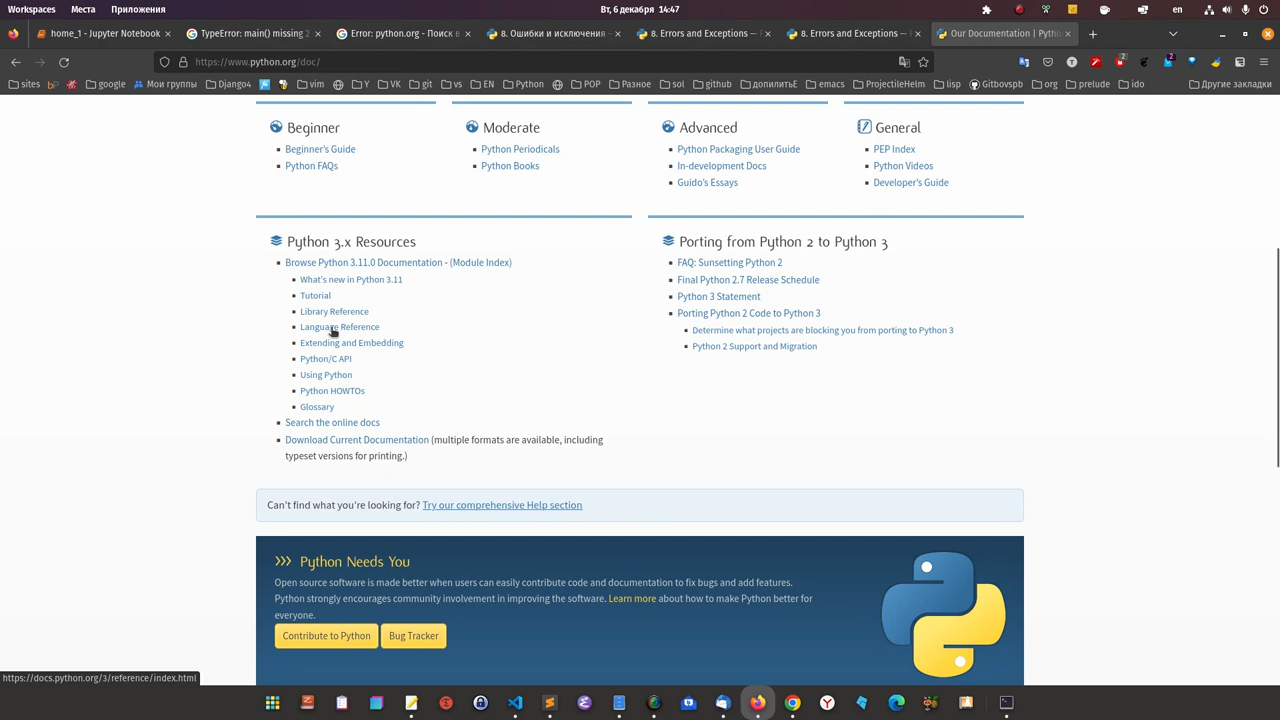 Workspaces Места Приложения Вт, 6 декабря 14:47 en
home_1 - Jupyter Notebook
TypeError: main() missing 2
Error: python.org - Поиск в
8. Ошибки и исключения —
8. Errors and Exceptions —
8. Errors and Exceptions —
Our Documentation | Pytho
https://www.python.org/doc/
sites google Django4 Мои группы vim Y VK git vs EN Python POP Разное sol github допилитьЕ emacs ProjectileHelm lisp Gitbovspb org prelude ido Другие закладки
Beginner
Beginner's Guide
Python FAQs
Moderate
Python Periodicals
Python Books
Advanced
Python Packaging User Guide
In-development Docs
Guido's Essays
General
PEP Index
Python Videos
Developer's Guide
Python 3.x Resources
Browse Python 3.11.0 Documentation - (Module Index)
What's new in Python 3.11
Tutorial
Library Reference
Language Reference
Extending and Embedding
Python/C API
Using Python
Python HOWTOs
Glossary
Search the online docs
Download Current Documentation (multiple formats are available, including
typeset versions for printing.)
Porting from Python 2 to Python 3
FAQ: Sunsetting Python 2
Final Python 2.7 Release Schedule
Python 3 Statement
Porting Python 2 Code to Python 3
Determine what projects are blocking you from porting to Python 3
Python 2 Support and Migration
Can't find what you're looking for? Try our comprehensive Help section
>>> Python Needs You
Open source software is made better when users can easily contribute code and documentation to fix bugs and add features.
Python strongly encourages community involvement in improving the software. Learn more about how to make Python better for
everyone.
Contribute to Python Bug Tracker
https://docs.python.org/3/reference/index.html